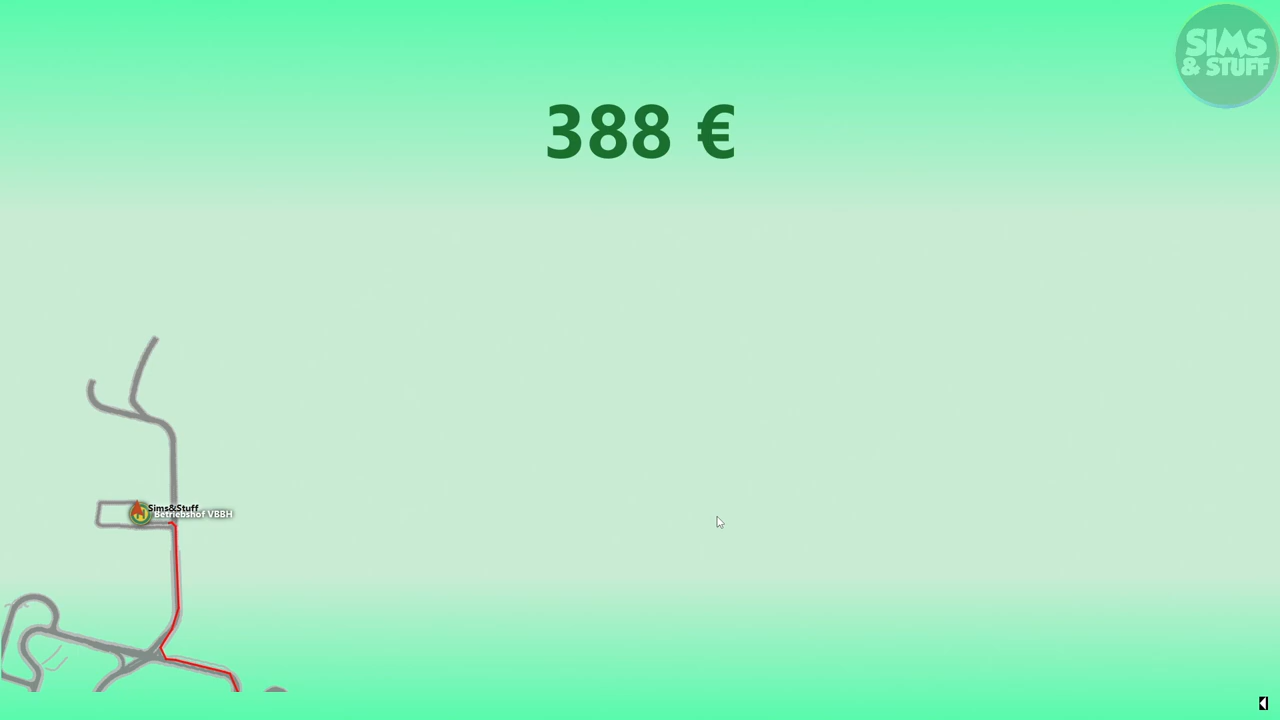 SIMS
& STUFF
388 €
Sims&Stuff
Betriebshof VBBH